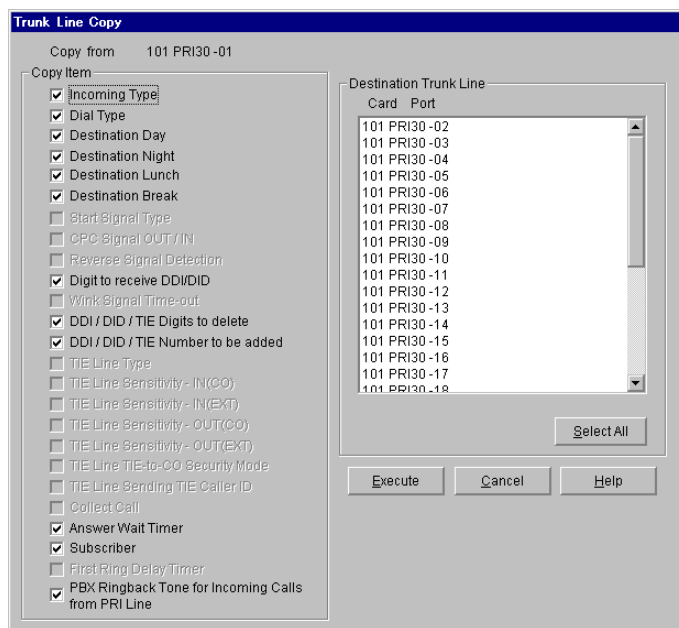 Trunk Line Copy
Copy from 101 PRI30 -01
Copy Item
Incoming Type
Dial Type
Destination Day
Destination Night
Destination Lunch
Destination Break
Start Signal Type
CPC Signal OUT / IN
Reverse Signal Detection
Digit to receive DDI/DID
Wink Signal Time-out
DDI / DID / TIE Digits to delete
DDI / DID / TIE Number to be added
TIE Line Type
TIE Line Sensitivity - IN(CO)
TIE Line Sensitivity - IN(EXT)
TIE Line Sensitivity - OUT(CO)
TIE Line Sensitivity - OUT(EXT)
TIE Line TIE-to-CO Security Mode
TIE Line Sending TIE Caller ID
Collect Call
Answer Wait Timer
Subscriber
First Ring Delay Timer
PBX Ringback Tone for Incoming Calls
from PRI Line
Destination Trunk Line
Card Port
101 PRI30 -02
101 PRI30 -03
101 PRI30 -04
101 PRI30 -05
101 PRI30 -06
101 PRI30 -07
101 PRI30 -08
101 PRI30 -09
101 PRI30 -10
101 PRI30 -11
101 PRI30 -12
101 PRI30 -13
101 PRI30 -14
101 PRI30 -15
101 PRI30 -16
101 PRI30 -17
101 PRI30 -18
Select All
Execute Cancel Help